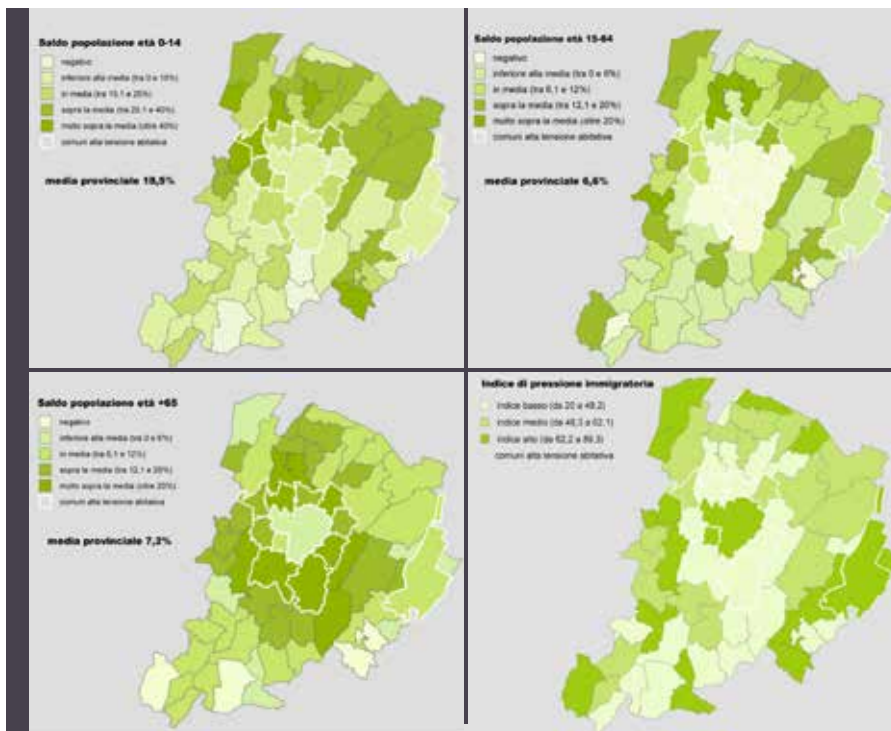 Saldo popolazione età 0-14
negativo
inferiore alla media (tra 0 e 10%)
in media (tra 10,1 e 20%)
sopra la media (tra 20,1 e 40%)
molto sopra la media (oltre 40%)
comuni alta tensione abitativa
media provinciale 18,5%
Saldo popolazione età 15-64
negativo
inferiore alla media (tra 0 e 6%)
in media (tra 6,1 e 12%)
sopra la media (tra 12,1 e 20%)
molto sopra la media (oltre 20%)
comuni alta tensione abitativa
media provinciale 6,6%
Saldo popolazione età +65
negativo
inferiore alla media (tra 0 e 6%)
in media (tra 6,1 e 12%)
sopra la media (tra 12,1 e 20%)
molto sopra la media (oltre 20%)
comuni alta tensione abitativa
media provinciale 7,2%
Indice di pressione immigratoria
indice basso (da 20 a 48,2)
indice medio (da 48,3 a 62,1)
indice alto (da 62,2 a 89,3)
comuni alta tensione abitativa